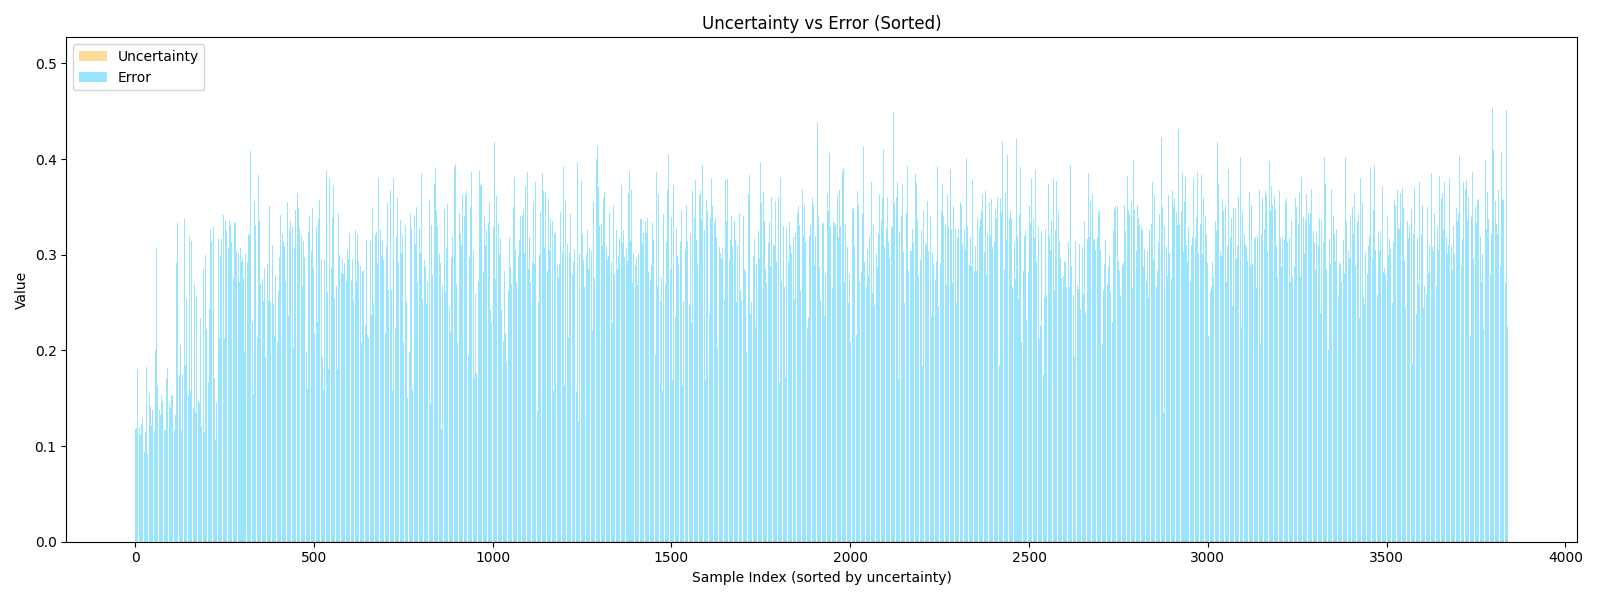 Uncertainty vs Error (Sorted)
Uncertainty
Error
Value
0.5
0.4
0.3
0.2
0.1
0.0
0 500 1000 1500 2000 2500 3000 3500 4000
Sample Index (sorted by uncertainty)